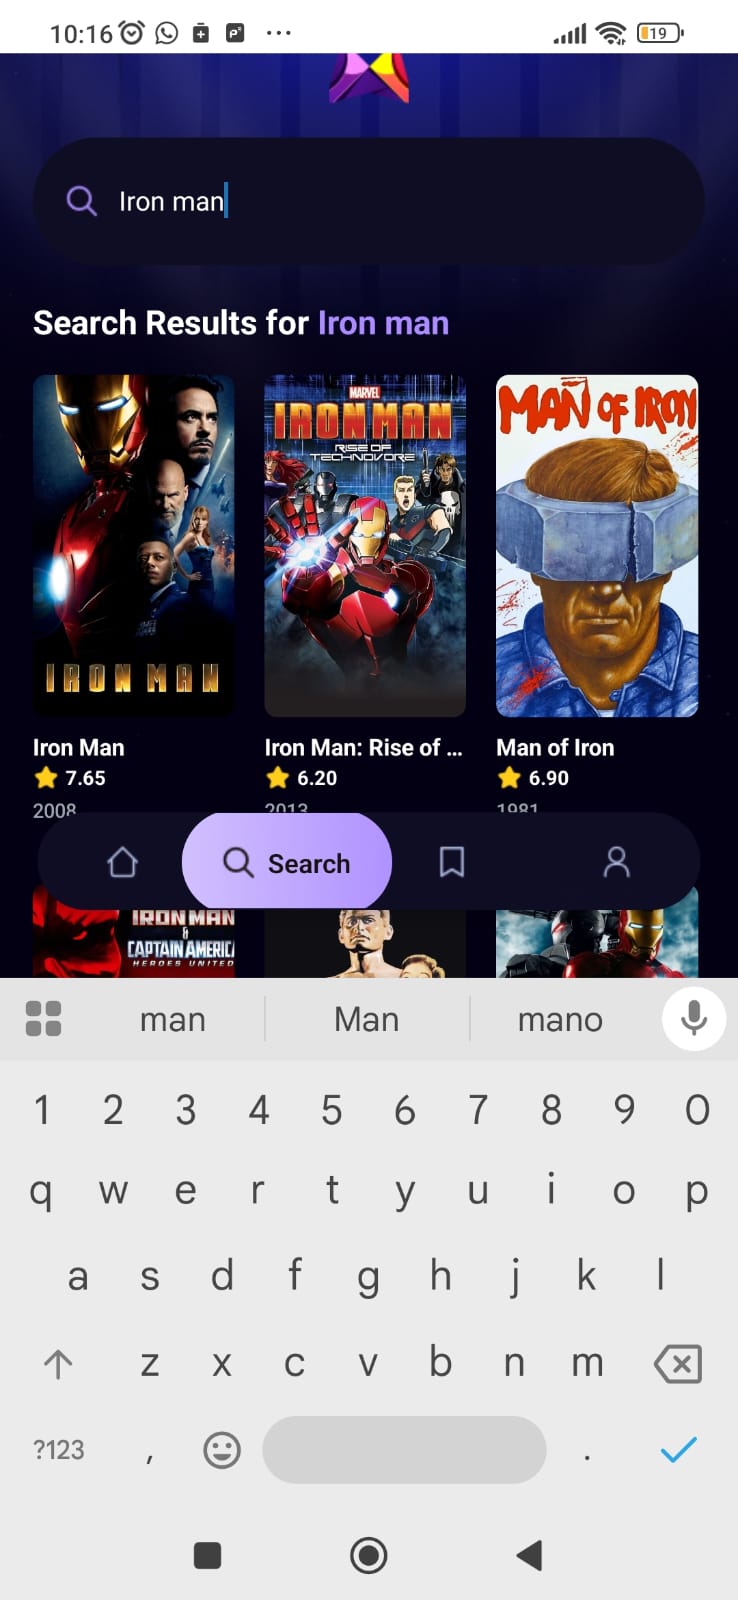 10:16
P
19
Iron man
Search Results for Iron man
IRON MAN
MARVEL
IRON MAN
RISE OF
TECHNOVORE
MAN OF IRON
Iron Man
7.65
2008
Iron Man: Rise of ...
6.20
2013
Man of Iron
6.90
1981
Search
IRON MAN
&
CAPTAIN AMERICA
HEROES UNITED
man
Man
mano
1 2 3 4 5 6 7 8 9 0
q w e r t y u i o p
a s d f g h j k l
z x c v b n m
?123 , .